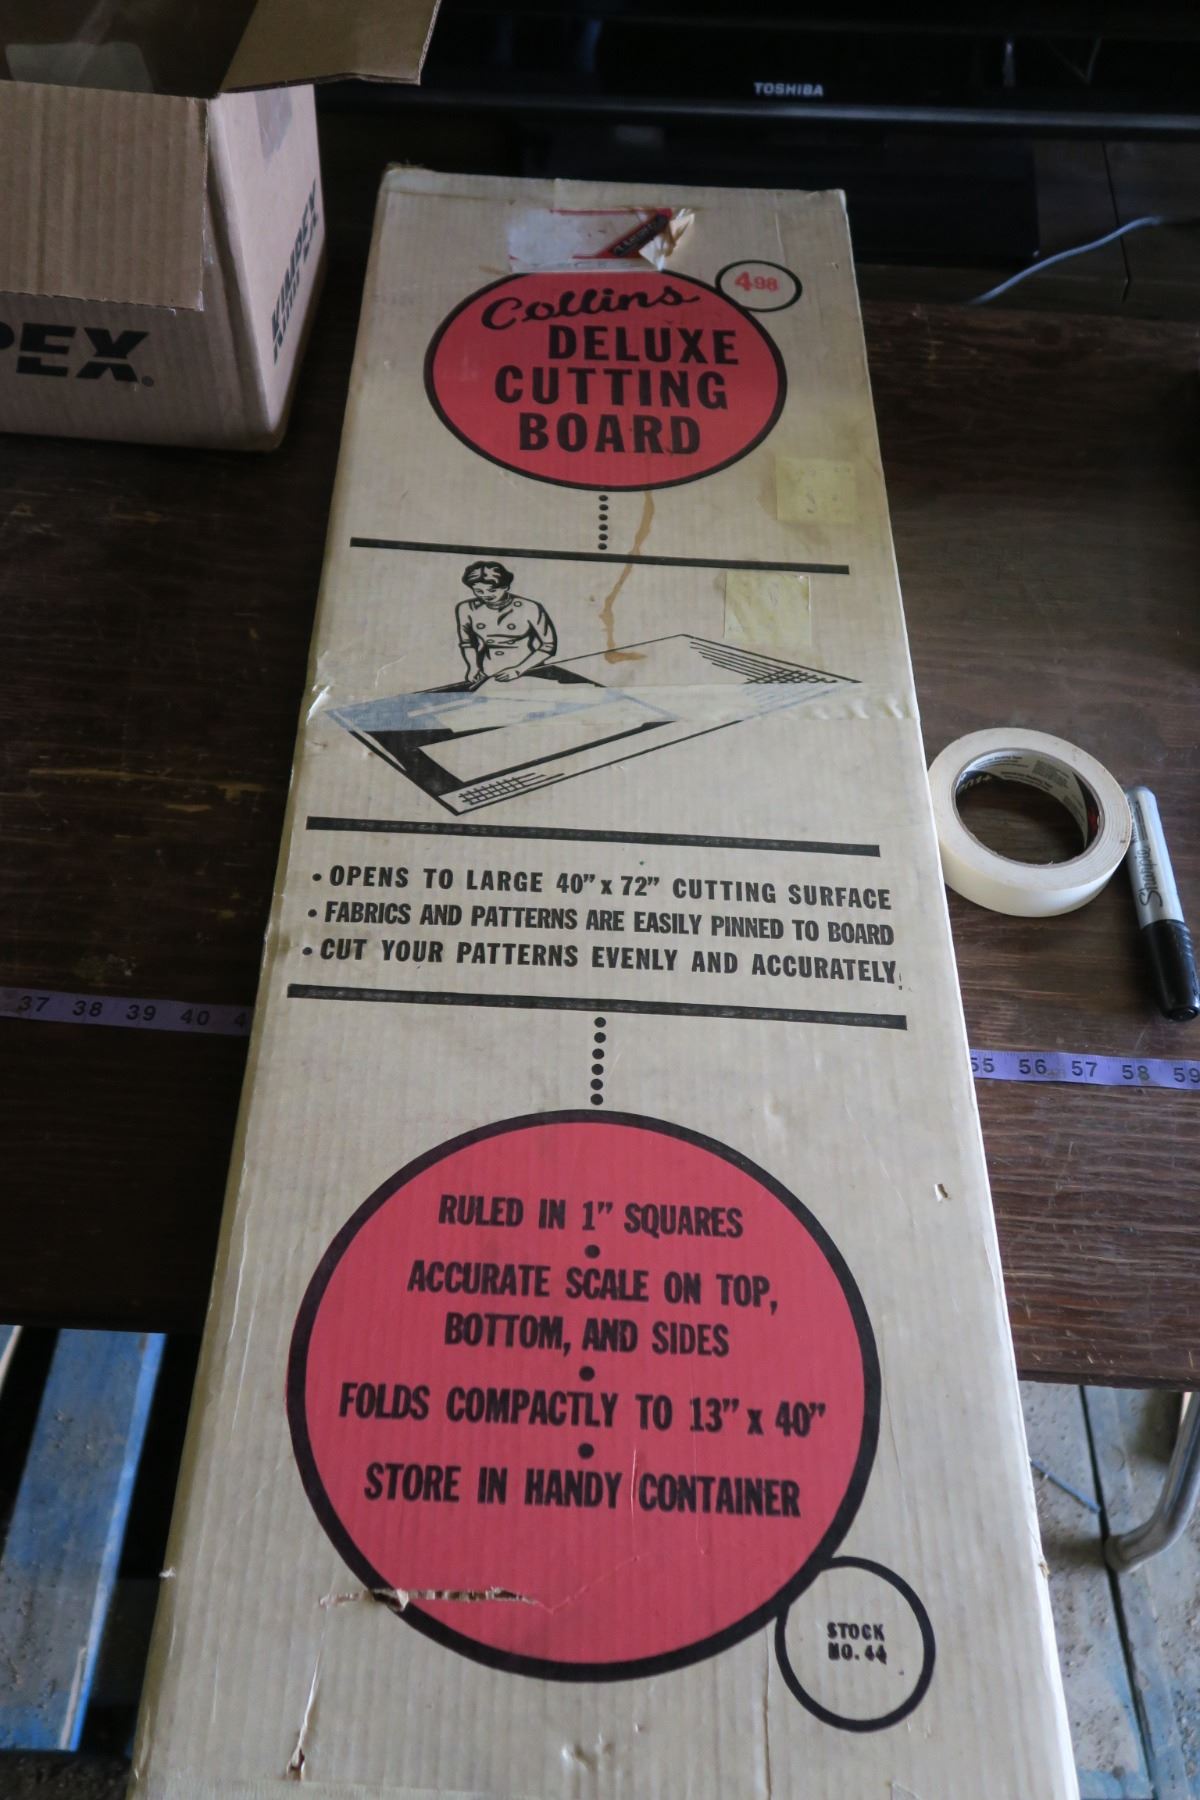 TOSHIBA
PEX
KIMPEX
Collins
4.98
DELUXE
CUTTING
BOARD
• OPENS TO LARGE 40” x 72” CUTTING SURFACE
• FABRICS AND PATTERNS ARE EASILY PINNED TO BOARD
• CUT YOUR PATTERNS EVENLY AND ACCURATELY.
Sharpie
37 38 39 40 4
55 56 57 58 59
RULED IN 1” SQUARES
•
ACCURATE SCALE ON TOP,
BOTTOM, AND SIDES
•
FOLDS COMPACTLY TO 13” x 40”
•
STORE IN HANDY CONTAINER
STOCK
NO. 44